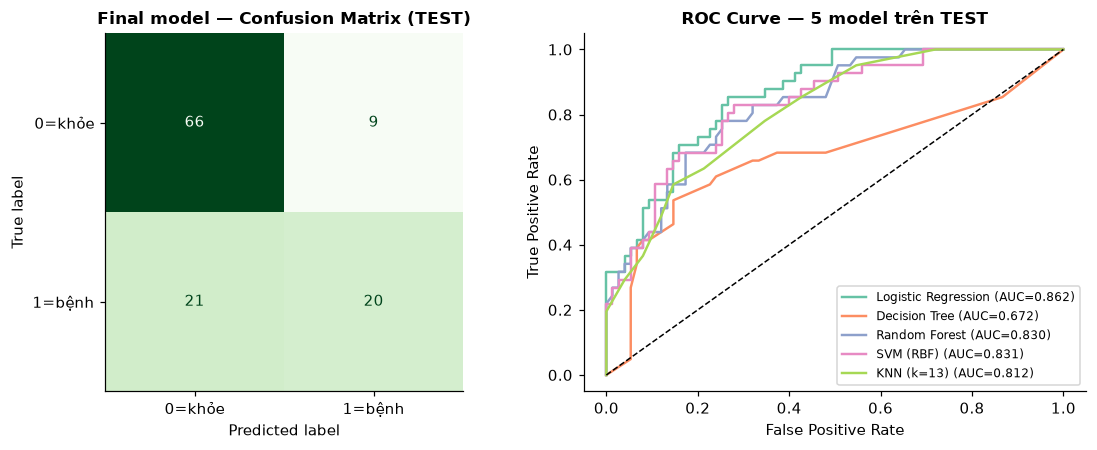 Final model — Confusion Matrix (TEST)
0=khỏe
66
9
1=bệnh
21
20
True label
0=khỏe
1=bệnh
Predicted label
ROC Curve — 5 model trên TEST
1.0
0.8
0.6
0.4
0.2
0.0
True Positive Rate
Logistic Regression (AUC=0.862)
Decision Tree (AUC=0.672)
Random Forest (AUC=0.830)
SVM (RBF) (AUC=0.831)
KNN (k=13) (AUC=0.812)
0.0
0.2
0.4
0.6
0.8
1.0
False Positive Rate